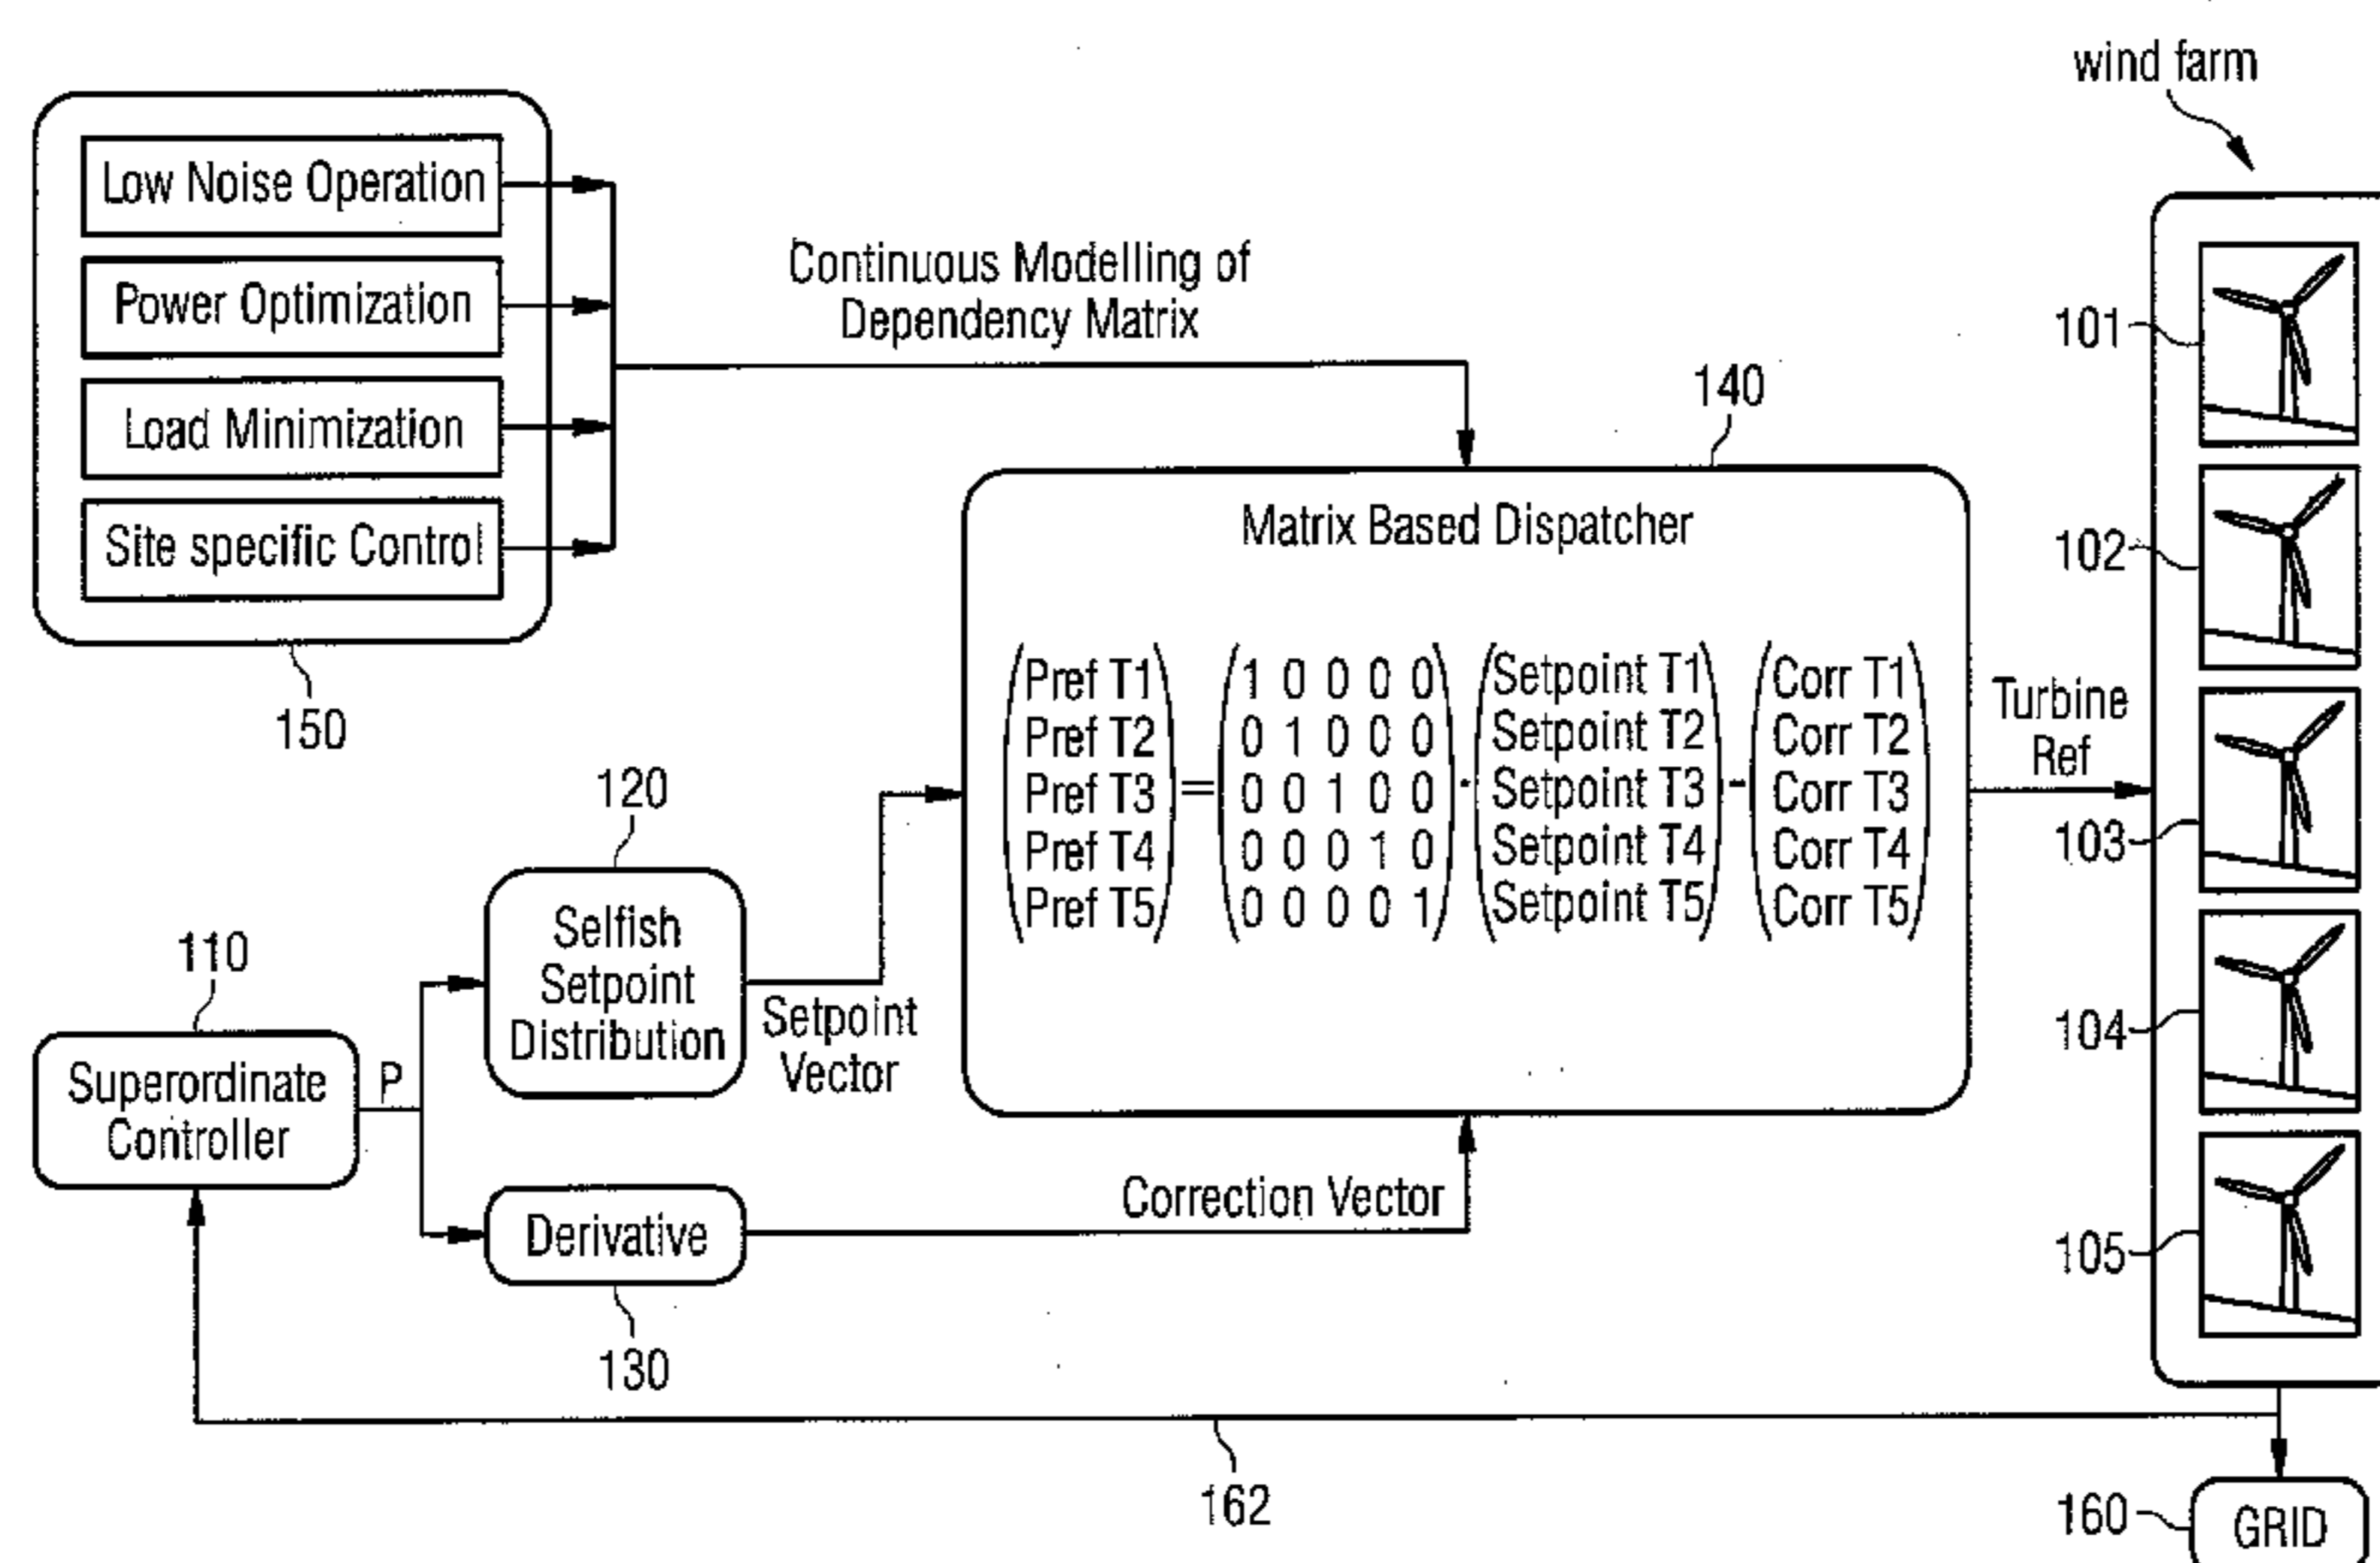 wind farm
Low Noise Operation
Power Optimization
Load Minimization
Site specific Control
150
Continuous Modelling of
Dependency Matrix
140
Matrix Based Dispatcher
Pref T1
Pref T2
Pref T3
Pref T4
Pref T5
=
1 0 0 0 0
0 1 0 0 0
0 0 1 0 0
0 0 0 1 0
0 0 0 0 1
·
Setpoint T1
Setpoint T2
Setpoint T3
Setpoint T4
Setpoint T5
-
Corr T1
Corr T2
Corr T3
Corr T4
Corr T5
Turbine
Ref
101
102
103
104
105
120
Selfish
Setpoint
Distribution
Setpoint
Vector
110
Superordinate
Controller
P
Derivative
130
Correction Vector
162
160
GRID